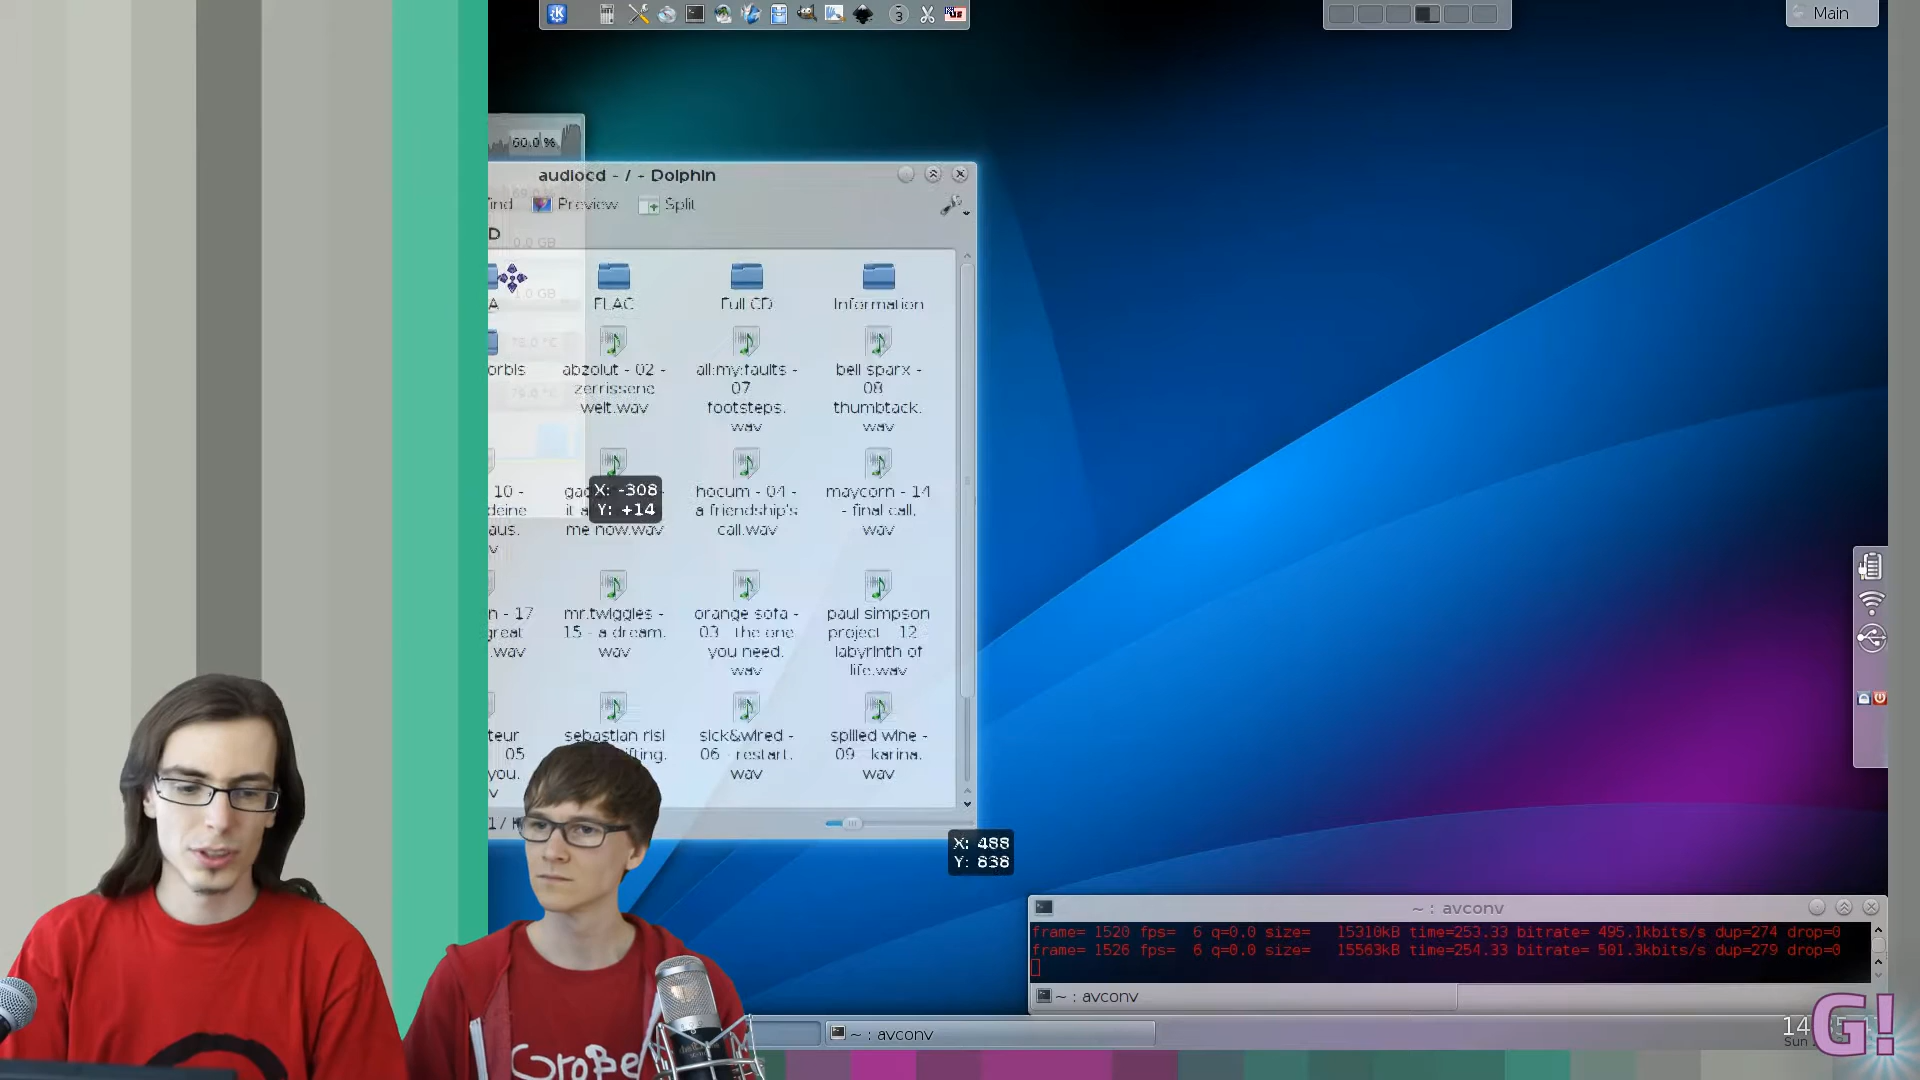 3
Main
60.0 %
audiocd - / - Dolphin
ind
Preview
Split
D
0.0 GB
A
FLAC
Full CD
Information
orbis
abzolut - 02 -
zerrissene
welt.wav
all:my:faults -
07
footsteps.
wav
bell sparx -
08
thumbtack.
wav
10 -
deine
aus.
v
me now.wav
hocum - 04 -
a friendship's
call.wav
maycorn - 14
- final call.
wav
X: -308
Y: +14
n - 17
great
.wav
mr.twiggles -
15 - a dream.
wav
orange sofa -
03 - the one
you need.
wav
paul simpson
project - 12 -
labyrinth of
life.wav
teur
05
you.
v
sebastian risl
sick&wired -
06 - restart.
wav
spilled wine -
09 - karina.
wav
X: 488
Y: 838
~ : avconv
frame= 1520 fps= 6 q=0.0 size= 15310kB time=253.33 bitrate= 495.1kbits/s dup=274 drop=0
frame= 1526 fps= 6 q=0.0 size= 15563kB time=254.33 bitrate= 501.3kbits/s dup=279 drop=0
~ : avconv
~ : avconv
14
Sun
G!
Große